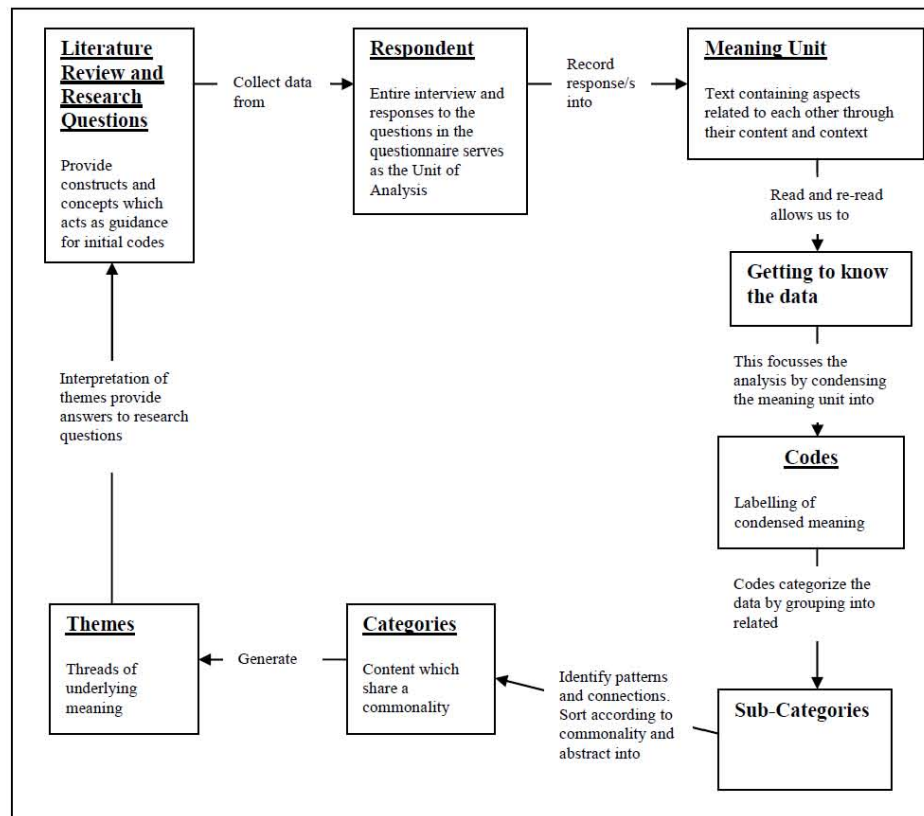 Literature
Review and
Research
Questions
Provide
constructs and
concepts which
acts as guidance
for initial codes
Collect data
from
Respondent
Entire interview and
responses to the
questions in the
questionnaire serves
as the Unit of
Analysis
Record
response/s
into
Meaning Unit
Text containing aspects
related to each other through
their content and context
Read and re-read
allows us to
Getting to know
the data
This focusses the
analysis by condensing
the meaning unit into
Codes
Labelling of
condensed meaning
Codes categorize the
data by grouping into
related
Sub-Categories
Identify patterns
and connections.
Sort according to
commonality and
abstract into
Categories
Content which
share a
commonality
Generate
Themes
Threads of
underlying
meaning
Interpretation of
themes provide
answers to research
questions